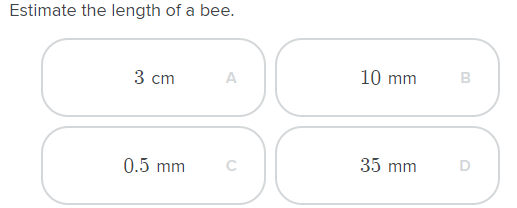 Estimate the length of a bee.
3 cm A
10 mm B
0.5 mm C
35 mm D